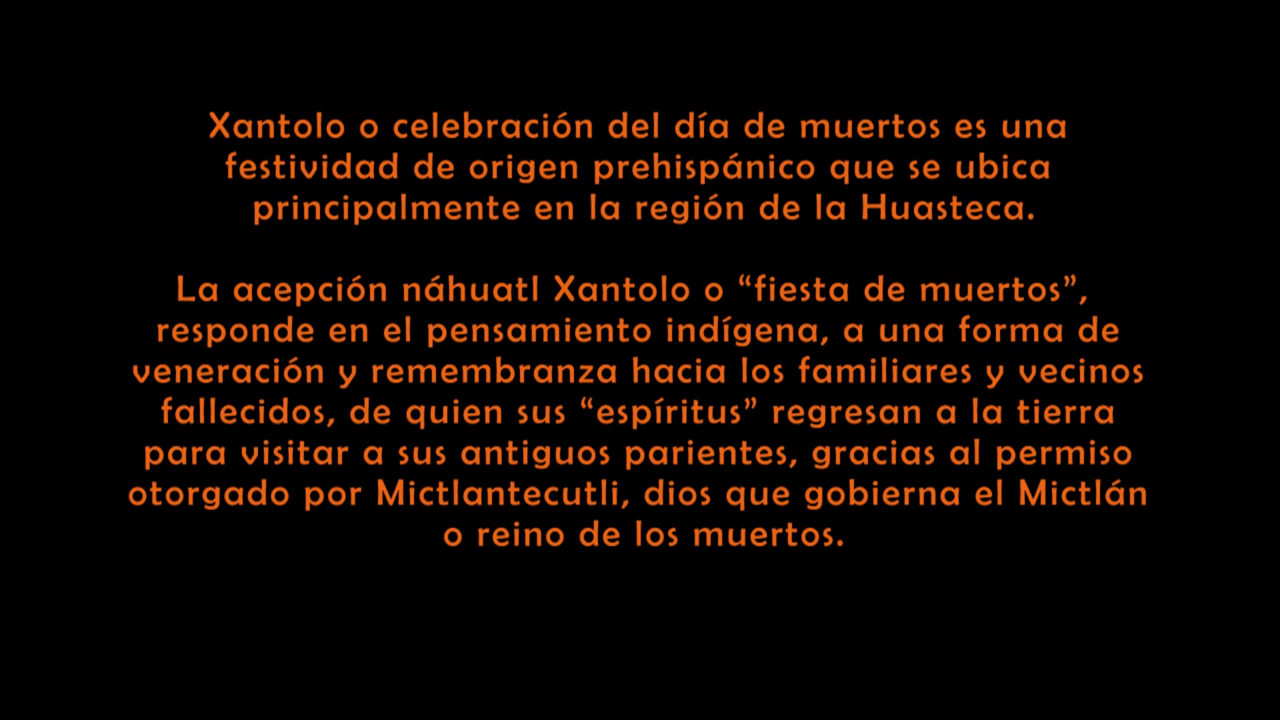 Xantolo o celebración del día de muertos es una
festividad de origen prehispánico que se ubica
principalmente en la región de la Huasteca.
La acepción náhuatl Xantolo o “fiesta de muertos”,
responde en el pensamiento indígena, a una forma de
veneración y remembranza hacia los familiares y vecinos
fallecidos, de quien sus “espíritus” regresan a la tierra
para visitar a sus antiguos parientes, gracias al permiso
otorgado por Mictlantecutli, dios que gobierna el Mictlán
o reino de los muertos.